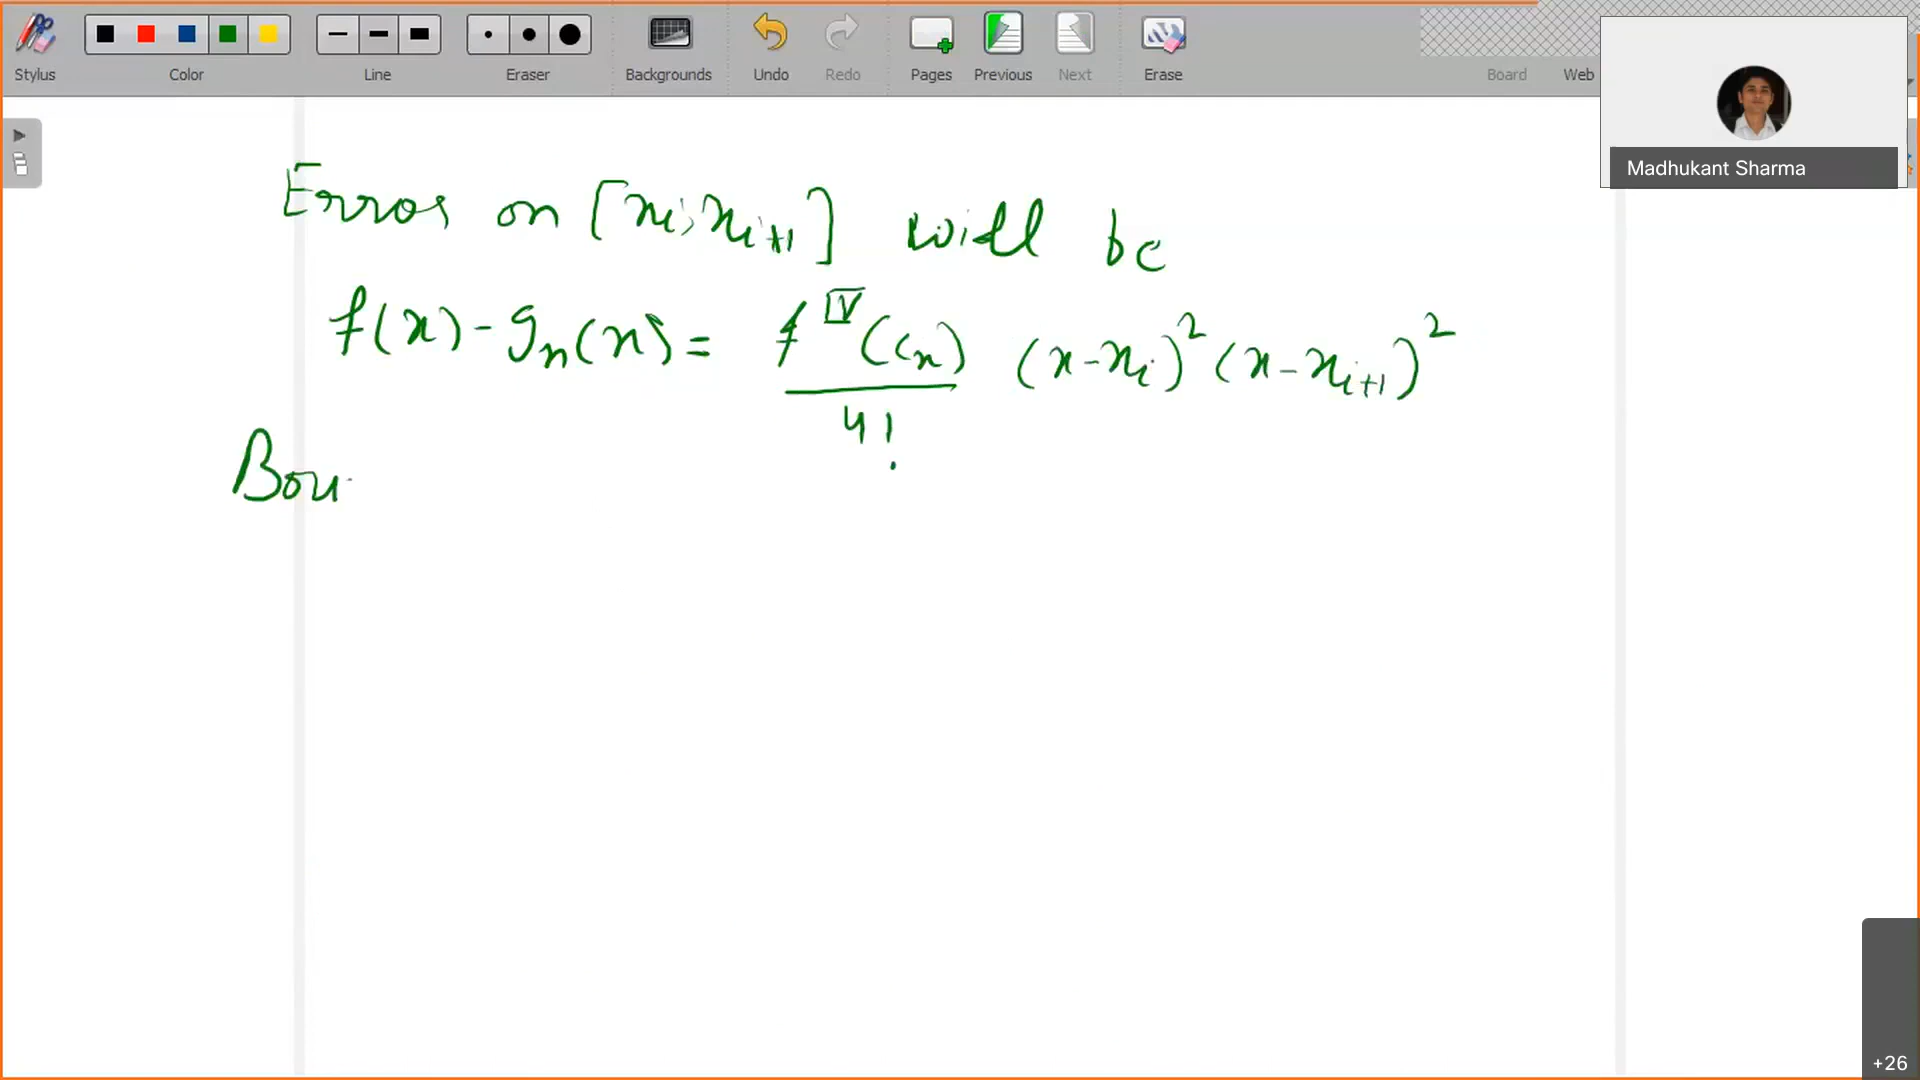 Stylus
Color
Line
Eraser
Backgrounds
Undo
Redo
Pages
Previous
Next
Erase
Board
Web
Madhukant Sharma
Error on [xᵢ, xᵢ₊₁] will be
f(x) - gₙ(x) = f^IV(cₓ)/4! (x - xᵢ)² (x - xᵢ₊₁)²
Bou
+26